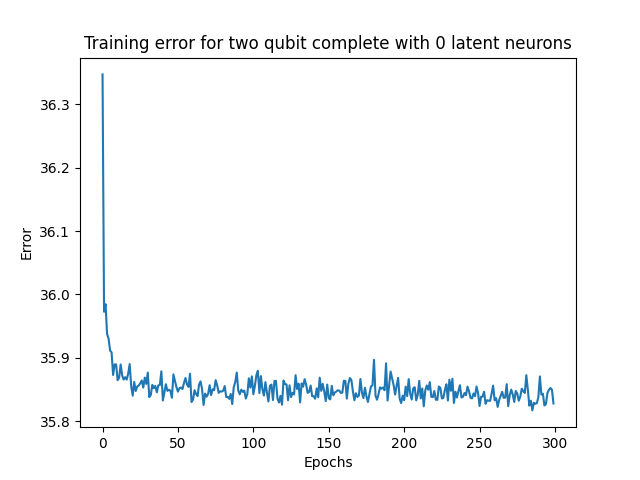 Training error for two qubit complete with 0 latent neurons
36.3
36.2
36.1
36.0
35.9
35.8
Error
0 50 100 150 200 250 300
Epochs